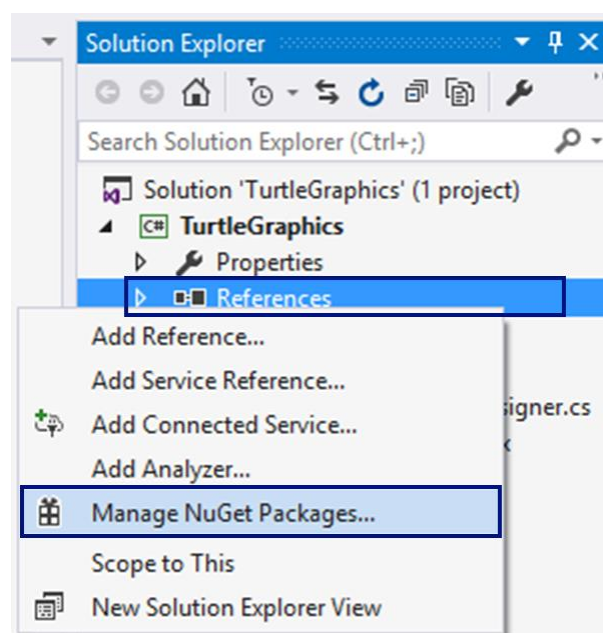 Solution Explorer
Search Solution Explorer (Ctrl+;)
Solution 'TurtleGraphics' (1 project)
C# TurtleGraphics
Properties
References
Add Reference...
Add Service Reference...
igner.cs
Add Connected Service...
Add Analyzer...
Manage NuGet Packages...
Scope to This
New Solution Explorer View